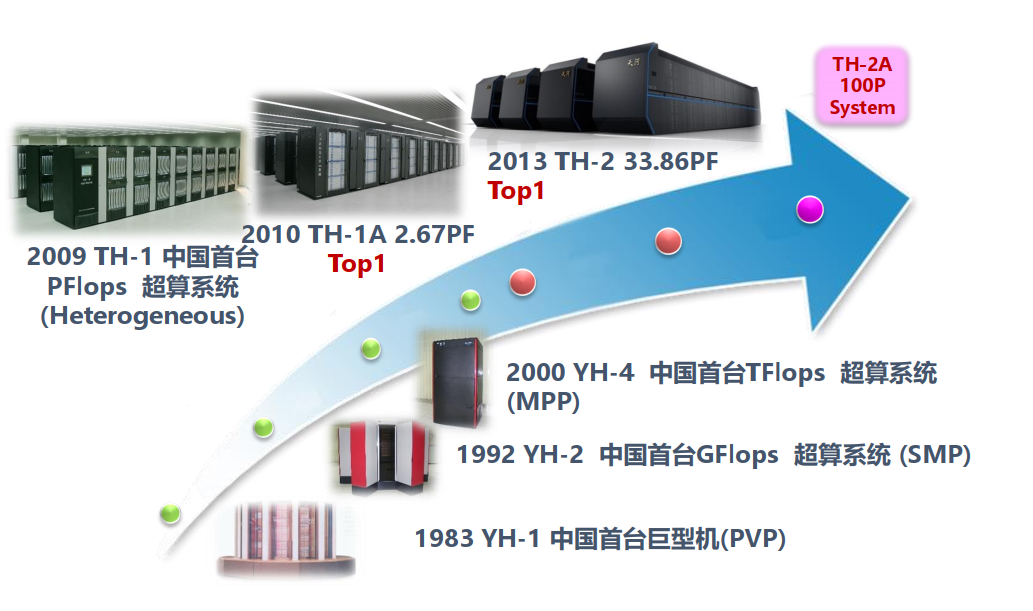 TH-2A
100P
System
2013 TH-2 33.86PF
Top1
2010 TH-1A 2.67PF
Top1
2009 TH-1 中国首台
PFlops 超算系统
(Heterogeneous)
2000 YH-4 中国首台TFlops 超算系统
(MPP)
1992 YH-2 中国首台GFlops 超算系统 (SMP)
1983 YH-1 中国首台巨型机(PVP)
天河